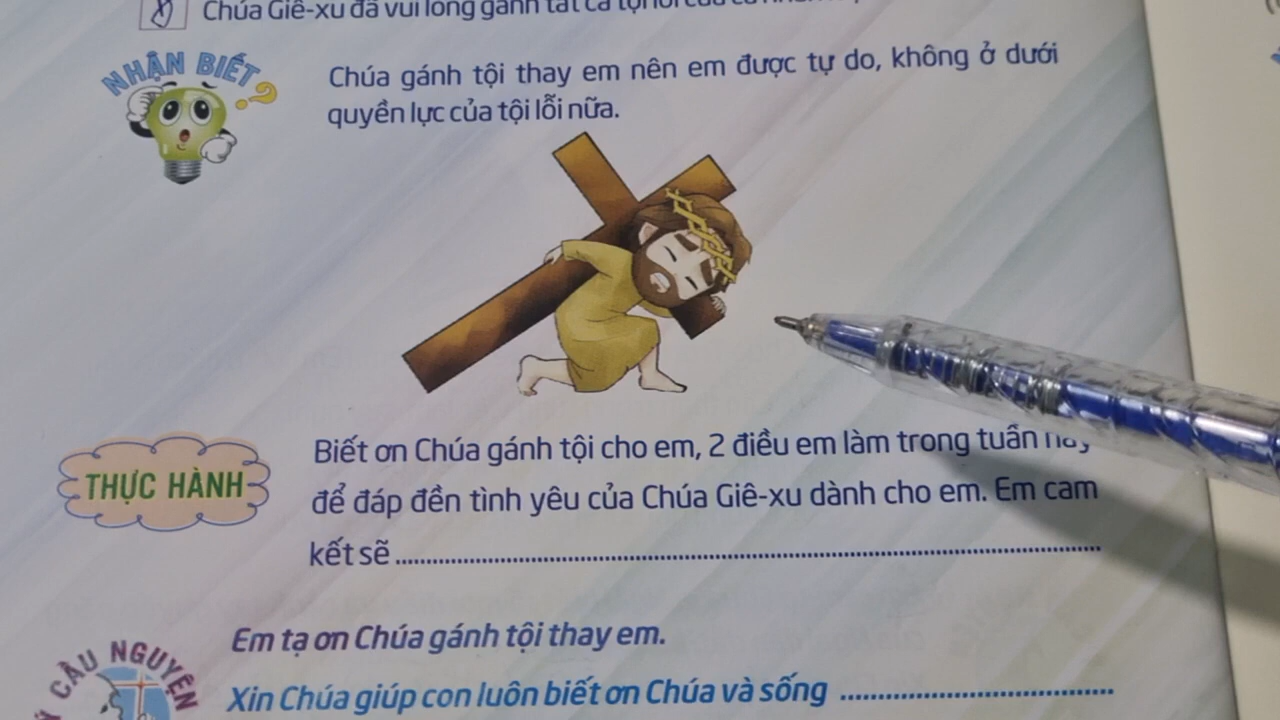 Chúa Giê-xu đã vui lòng gánh tất cả tội lỗi của
NHẬN BIẾT ?
Chúa gánh tội thay em nên em được tự do, không ở dưới
quyền lực của tội lỗi nữa.
THỰC HÀNH
Biết ơn Chúa gánh tội cho em, 2 điều em làm trong tuần này
để đáp đền tình yêu của Chúa Giê-xu dành cho em. Em cam
kết sẽ ........................................
CẦU NGUYỆN
Em tạ ơn Chúa gánh tội thay em.
Xin Chúa giúp con luôn biết ơn Chúa và sống ....................